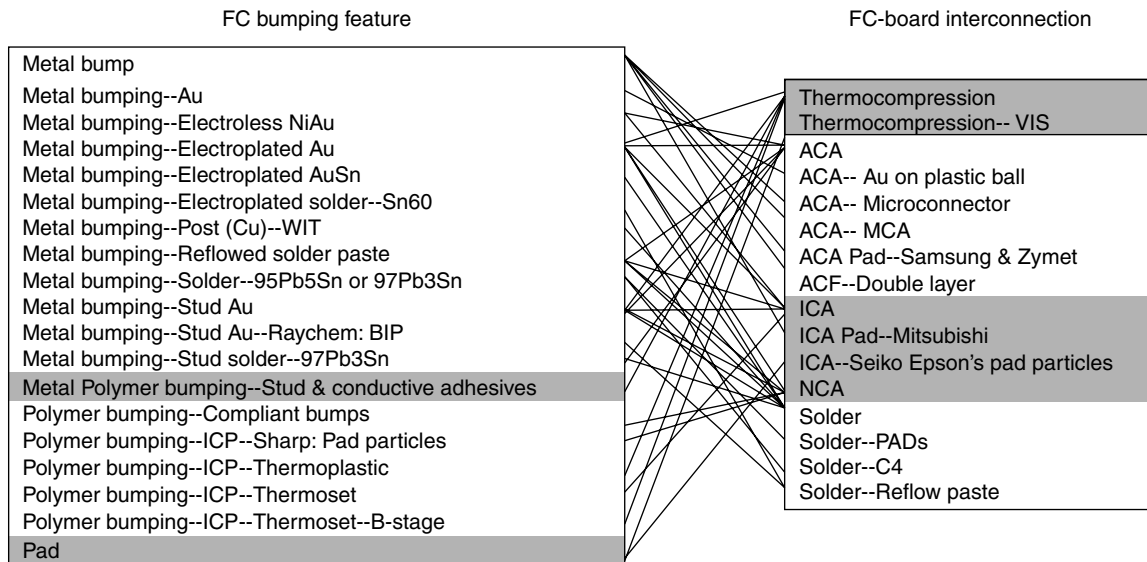 FC bumping feature
Metal bump
Metal bumping--Au
Metal bumping--Electroless NiAu
Metal bumping--Electroplated Au
Metal bumping--Electroplated AuSn
Metal bumping--Electroplated solder--Sn60
Metal bumping--Post (Cu)--WIT
Metal bumping--Reflowed solder paste
Metal bumping--Solder--95Pb5Sn or 97Pb3Sn
Metal bumping--Stud Au
Metal bumping--Stud Au--Raychem: BIP
Metal bumping--Stud solder--97Pb3Sn
Metal Polymer bumping--Stud & conductive adhesives
Polymer bumping--Compliant bumps
Polymer bumping--ICP--Sharp: Pad particles
Polymer bumping--ICP--Thermoplastic
Polymer bumping--ICP--Thermoset
Polymer bumping--ICP--Thermoset--B-stage
Pad
FC-board interconnection
Thermocompression
Thermocompression-- VIS
ACA
ACA-- Au on plastic ball
ACA-- Microconnector
ACA-- MCA
ACA Pad--Samsung & Zymet
ACF--Double layer
ICA
ICA Pad--Mitsubishi
ICA--Seiko Epson's pad particles
NCA
Solder
Solder--PADs
Solder--C4
Solder--Reflow paste